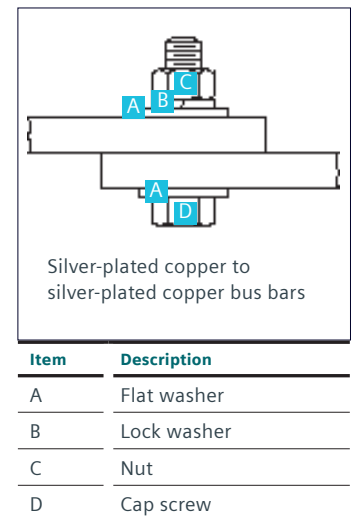 C
B
A
A
D
Silver-plated copper to
silver-plated copper bus bars
Item Description
A Flat washer
B Lock washer
C Nut
D Cap screw